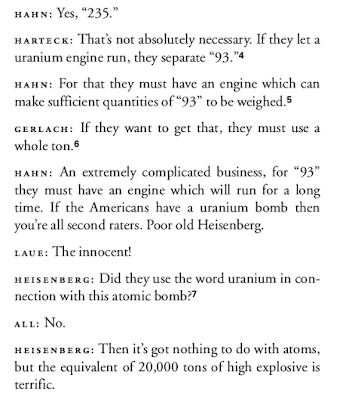 HAHN: Yes, “235.”
HARTECK: That’s not absolutely necessary. If they let a
uranium engine run, they separate “93.”4
HAHN: For that they must have an engine which can
make sufficient quantities of “93” to be weighed.5
GERLACH: If they want to get that, they must use a
whole ton.6
HAHN: An extremely complicated business, for “93”
they must have an engine which will run for a long
time. If the Americans have a uranium bomb then
you’re all second raters. Poor old Heisenberg.
LAUE: The innocent!
HEISENBERG: Did they use the word uranium in con-
nection with this atomic bomb?7
ALL: No.
HEISENBERG: Then it’s got nothing to do with atoms,
but the equivalent of 20,000 tons of high explosive is
terrific.